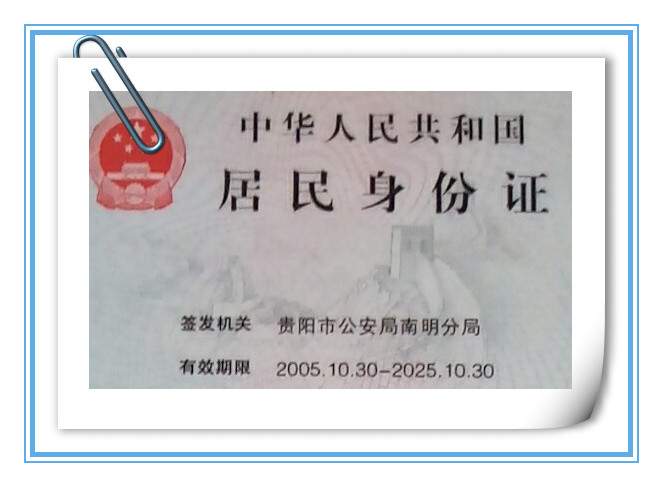 中华人民共和国
居民身份证
签发机关 贵阳市公安局南明分局
有效期限 2005.10.30-2025.10.30